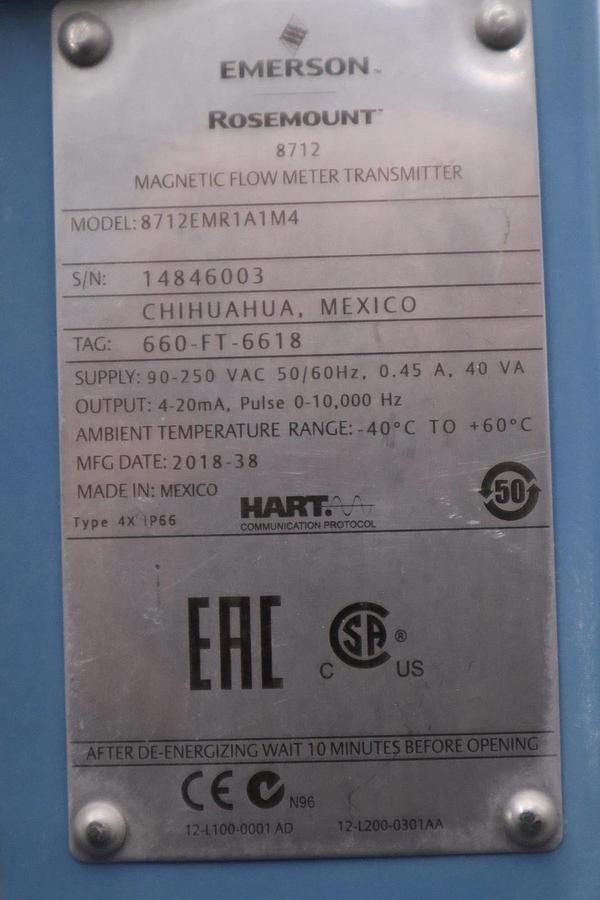 EMERSON™
ROSEMOUNT™
8712
MAGNETIC FLOW METER TRANSMITTER
MODEL: 8712EMR1A1M4
S/N: 14846003
CHIHUAHUA, MEXICO
TAG: 660-FT-6618
SUPPLY: 90-250 VAC 50/60Hz, 0.45 A, 40 VA
OUTPUT: 4-20mA, Pulse 0-10,000 Hz
AMBIENT TEMPERATURE RANGE: -40°C TO +60°C
MFG DATE: 2018-38
MADE IN: MEXICO
50
Type 4X IP66
HART
COMMUNICATION PROTOCOL
EAC
C SA ® US
AFTER DE-ENERGIZING WAIT 10 MINUTES BEFORE OPENING
CE N96
12-L100-0001 AD 12-L200-0301AA